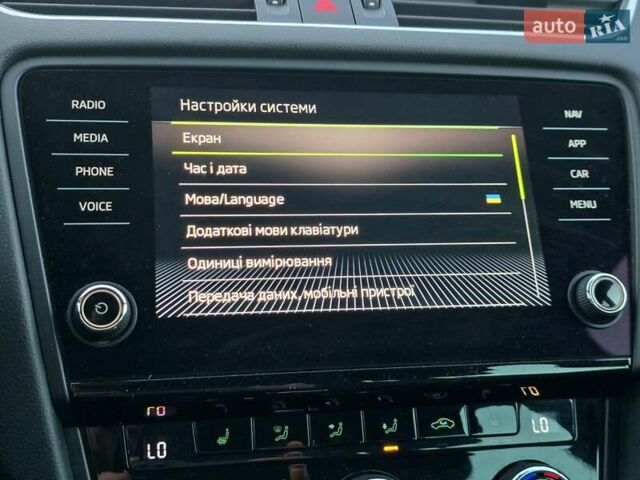 auto RIA .com
RADIO
MEDIA
PHONE
VOICE
Настройки системи
Екран
Час і дата
Мова/Language
Додаткові мови клавіатури
Одиниці вимірювання
Передача даних, мобільні пристрої
NAV
APP
CAR
MENU
LO
LO